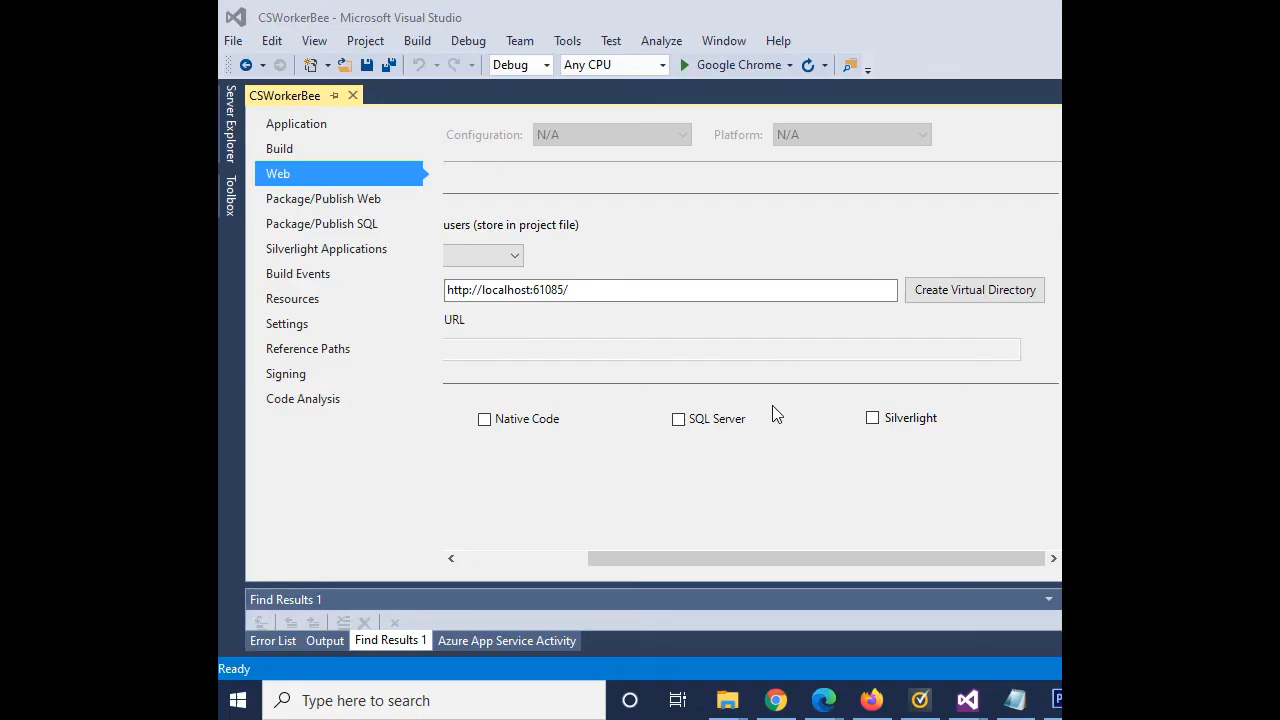 CSWorkerBee - Microsoft Visual Studio
File Edit View Project Build Debug Team Tools Test Analyze Window Help
Debug Any CPU Google Chrome
Server Explorer
Toolbox
CSWorkerBee
Application
Build
Web
Package/Publish Web
Package/Publish SQL
Silverlight Applications
Build Events
Resources
Settings
Reference Paths
Signing
Code Analysis
Configuration: N/A Platform: N/A
users (store in project file)
http://localhost:61085/ Create Virtual Directory
URL
Native Code SQL Server Silverlight
Find Results 1
Error List Output Find Results 1 Azure App Service Activity
Ready
Type here to search